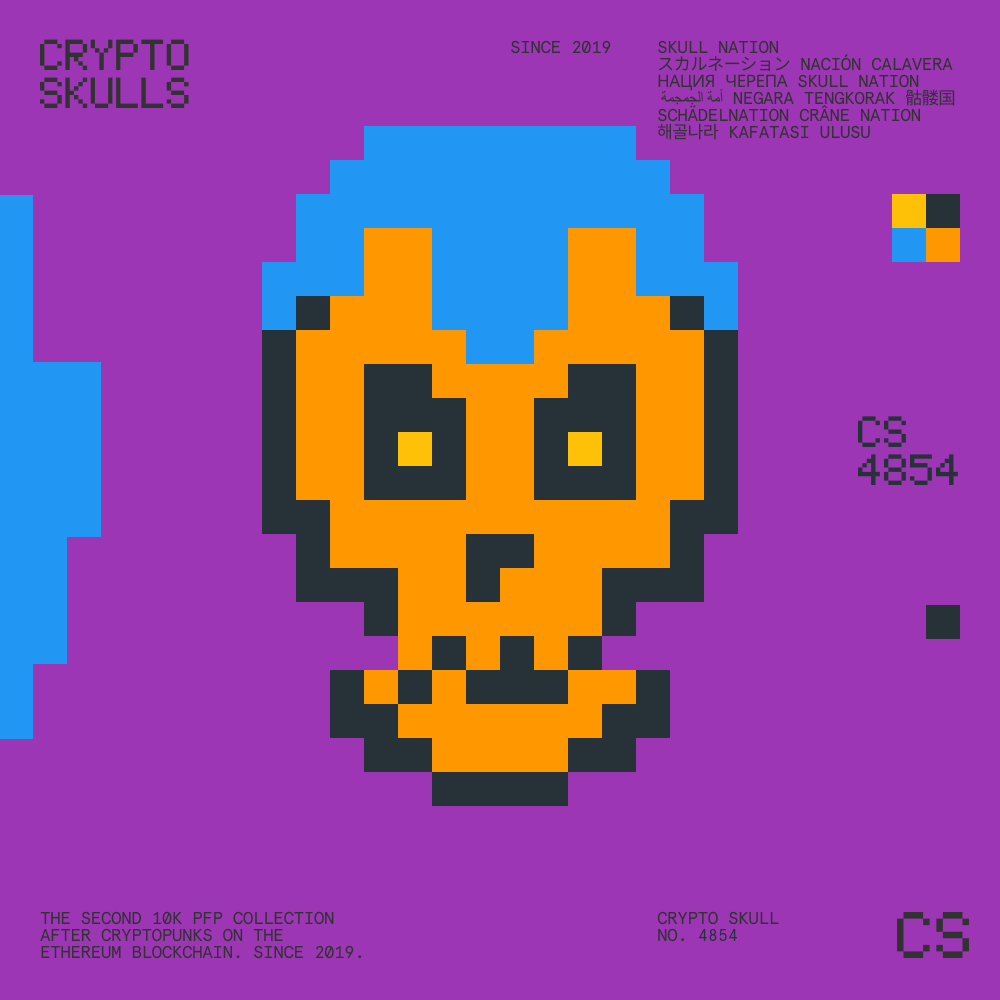 CRYPTO
SKULLS
SINCE 2019
SKULL NATION
スカルネーション NACIÓN CALAVERA
НАЦИЯ ЧЕРЕПА SKULL NATION
أمة الجمجمة NEGARA TENGKORAK 骷髅国
SCHÄDELNATION CRÂNE NATION
해골나라 KAFATASI ULUSU
CS
4854
THE SECOND 10K PFP COLLECTION
AFTER CRYPTOPUNKS ON THE
ETHEREUM BLOCKCHAIN. SINCE 2019.
CRYPTO SKULL
NO. 4854
CS